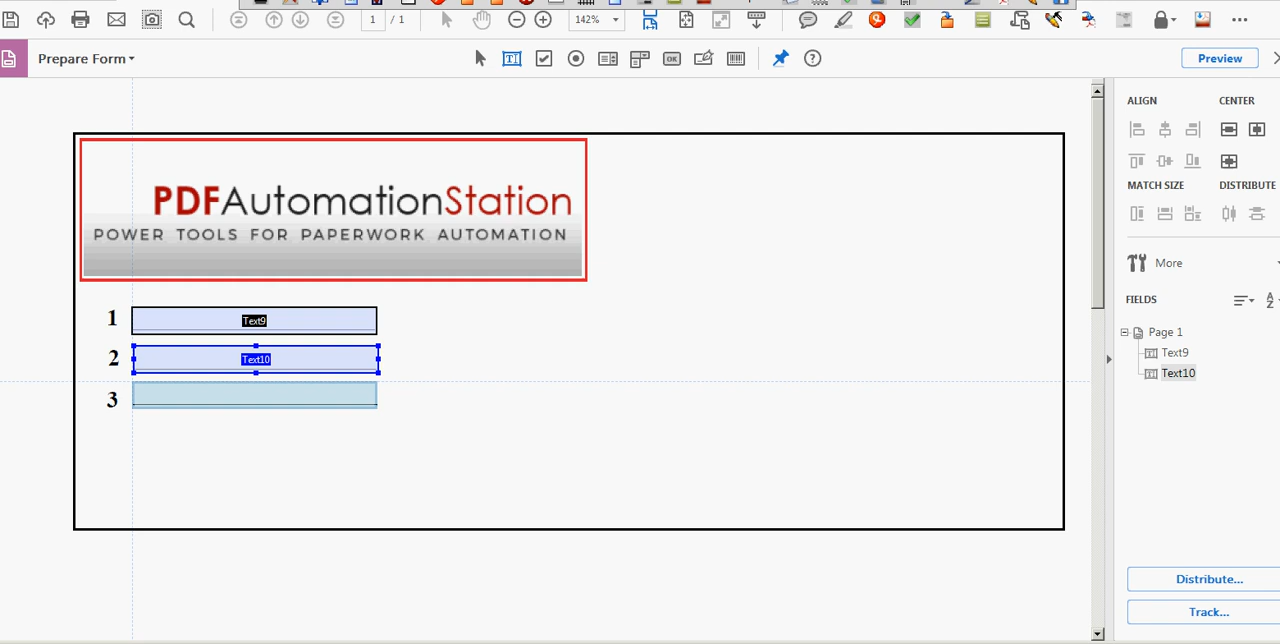 1 / 1
142%
Prepare Form
OK
Preview
ALIGN CENTER
PDFAutomationStation
POWER TOOLS FOR PAPERWORK AUTOMATION
MATCH SIZE DISTRIBUTE
More
FIELDS
Page 1
Text9
Text10
1 Text9
2 Text10
3
Distribute...
Track...